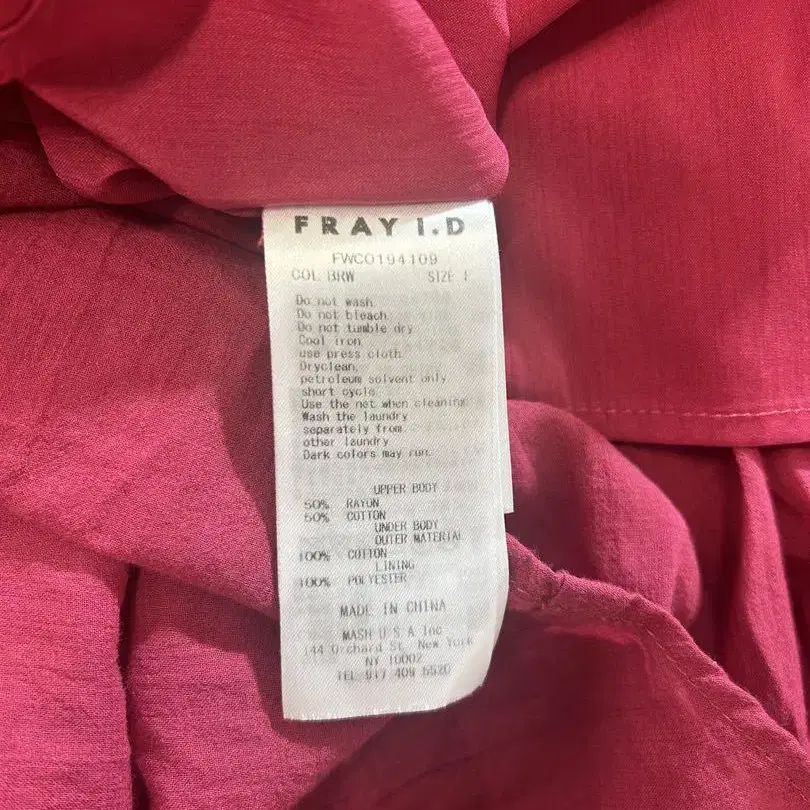 FRAY I.D
FWCO194109
COL BRW SIZE F
Do not wash
Do not bleach
Do not tumble dry
Cool iron
use press cloth
Dryclean,
petroleum solvent only
short cycle
Use the net when cleaning
Wash the laundry
separately from
other laundry
Dark colors may run.
UPPER BODY
50% RAYON
50% COTTON
UNDER BODY
OUTER MATERIAL
100% COTTON
LINING
100% POLYESTER
MADE IN CHINA
MASH U S A Inc
144 Orchard St, New York
NY 10002
TEL 917 409 5520